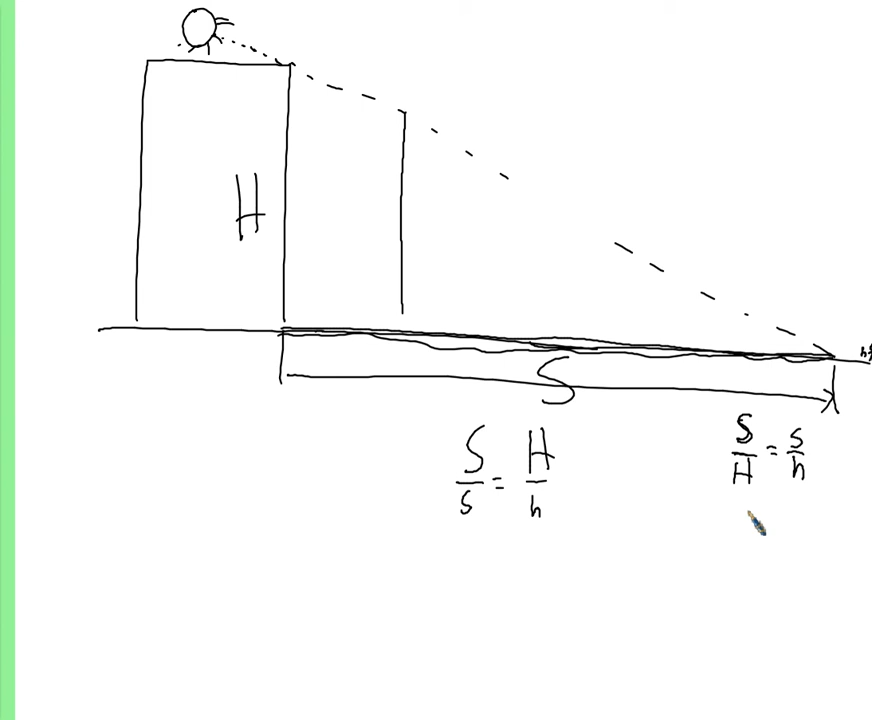 H
S
S/s = H/h
S/H = s/h